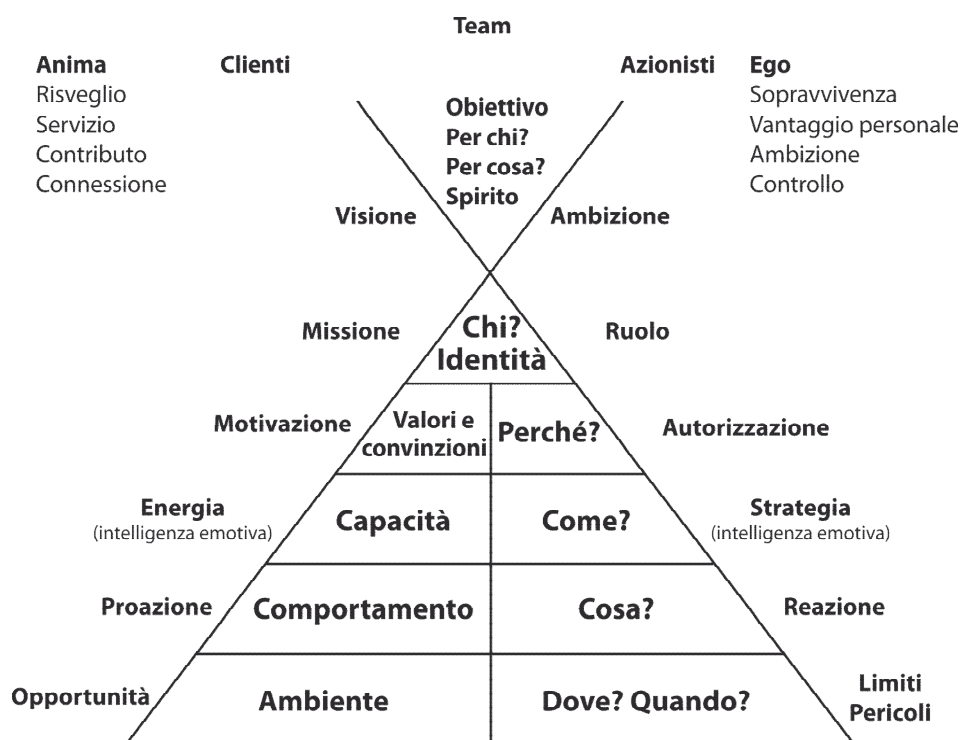 Team
Anima
Risveglio
Servizio
Contributo
Connessione
Clienti
Obiettivo
Per chi?
Per cosa?
Spirito
Azionisti
Ego
Sopravvivenza
Vantaggio personale
Ambizione
Controllo
Visione
Ambizione
Missione
Chi?
Identità
Ruolo
Motivazione
Valori e
convinzioni
Perché?
Autorizzazione
Energia
(intelligenza emotiva)
Capacità
Come?
Strategia
(intelligenza emotiva)
Proazione
Comportamento
Cosa?
Reazione
Opportunità
Ambiente
Dove? Quando?
Limiti
Pericoli